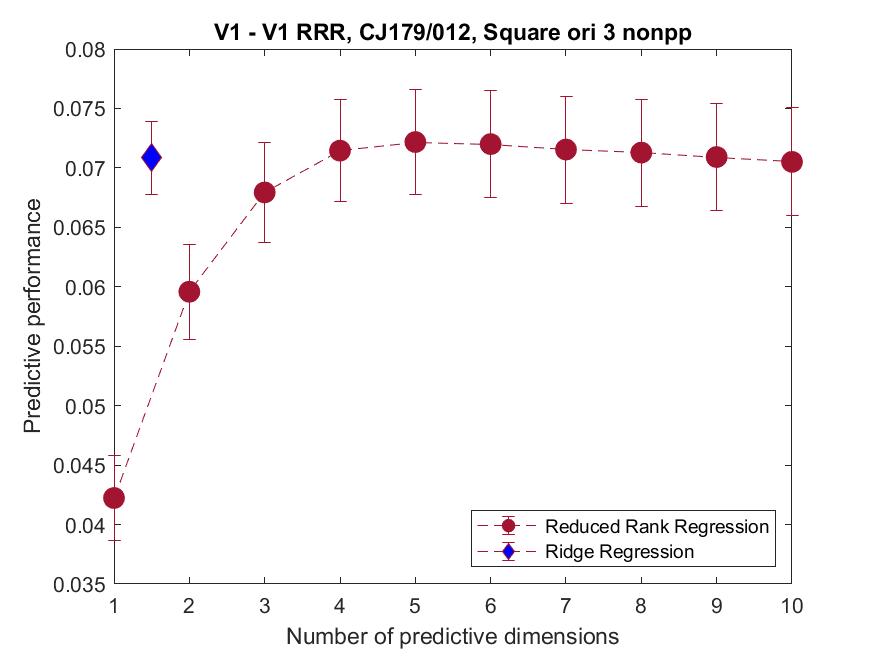 V1 - V1 RRR, CJ179/012, Square ori 3 nonpp
0.08
0.075
0.07
0.065
0.06
0.055
0.05
0.045
0.04
0.035
Predictive performance
Reduced Rank Regression
Ridge Regression
1 2 3 4 5 6 7 8 9 10
Number of predictive dimensions